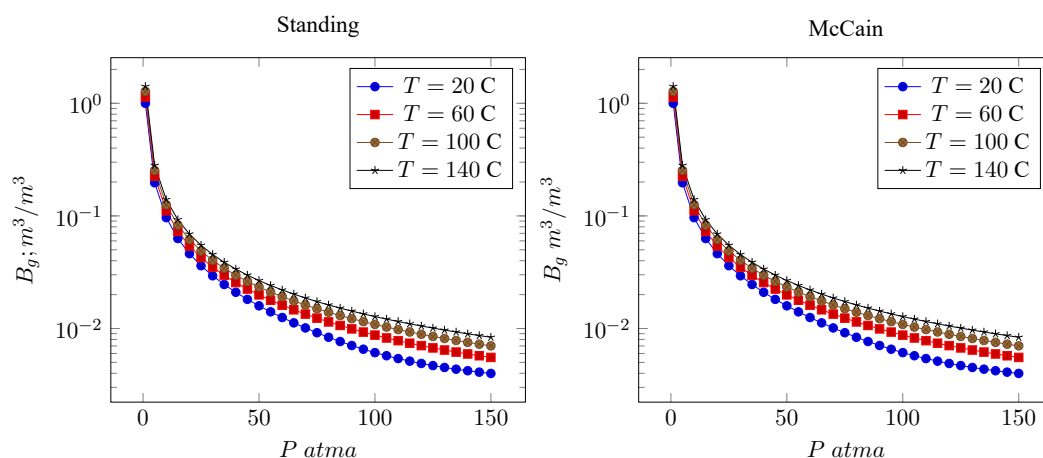 Standing
$10^0$
$10^{-1}$
$10^{-2}$
$B_g; m^3/m^3$
0
50
100
150
$P$ $atma$
$T = 20$ C
$T = 60$ C
$T = 100$ C
$T = 140$ C
McCain
$10^0$
$10^{-1}$
$10^{-2}$
$B_g$ $m^3/m^3$
0
50
100
150
$P$ $atma$
$T = 20$ C
$T = 60$ C
$T = 100$ C
$T = 140$ C